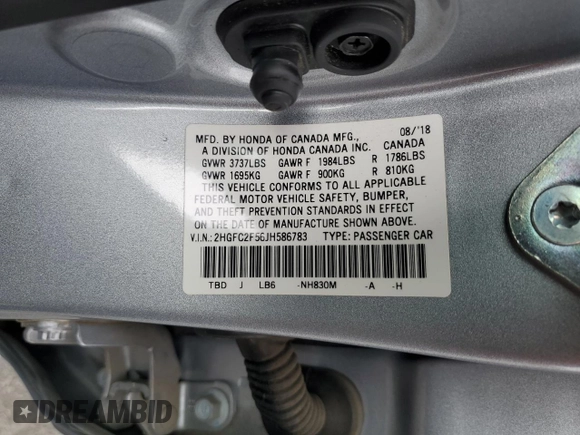 MFD. BY HONDA OF CANADA MFG., 08/'18
A DIVISION OF HONDA CANADA INC. CANADA
GVWR 3737LBS GAWR F 1984LBS R 1786LBS
GVWR 1695KG GAWR F 900KG R 810KG
THIS VEHICLE CONFORMS TO ALL APPLICABLE
FEDERAL MOTOR VEHICLE SAFETY, BUMPER,
AND THEFT PREVENTION STANDARDS IN EFFECT
ON THE DATE OF MANUFACTURE SHOWN ABOVE.
V.I.N.: 2HGFC2F56JH586783 TYPE: PASSENGER CAR
TBD J LB6 -NH830M -A -H
DREAMBID